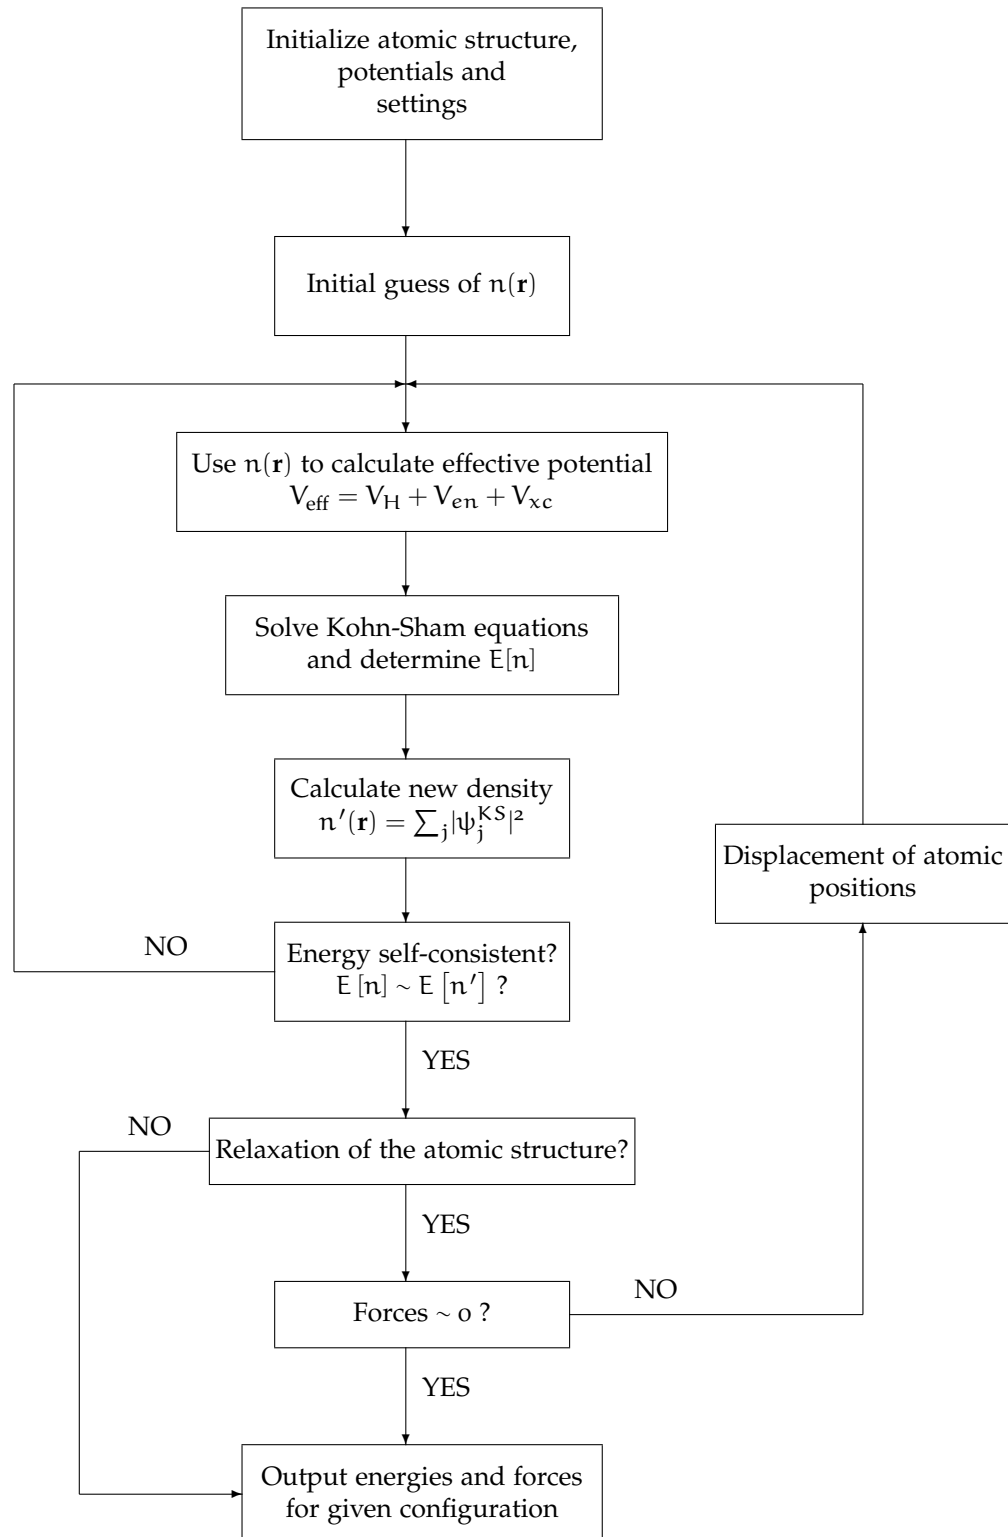 Initialize atomic structure,
potentials and
settings
Initial guess of n(r)
Use n(r) to calculate effective potential
V_eff = V_H + V_en + V_xc
Solve Kohn-Sham equations
and determine E[n]
Calculate new density
n′(r) = ∑_j|ψ_j^KS|²
Displacement of atomic
positions
NO
Energy self-consistent?
E [n] ∼ E [n′] ?
YES
NO
Relaxation of the atomic structure?
YES
Forces ∼ 0 ?
NO
YES
Output energies and forces
for given configuration